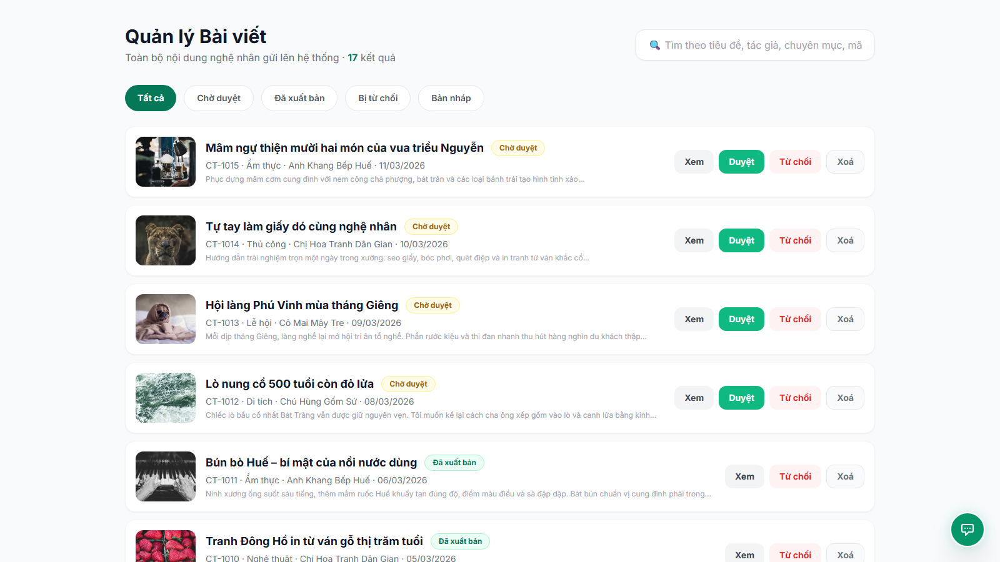 Quản lý Bài viết
Toàn bộ nội dung nghệ nhân gửi lên hệ thống · 17 kết quả
Tìm theo tiêu đề, tác giả, chuyên mục, mã
Tất cả
Chờ duyệt
Đã xuất bản
Bị từ chối
Bản nháp
Mâm ngự thiện mười hai món của vua triều Nguyễn
Chờ duyệt
CT-1015 · Ẩm thực · Anh Khang Bếp Huế · 11/03/2026
Phục dựng mâm cơm cung đình với nem công chả phượng, bát trân và các loại bánh trái tạo hình tinh xảo...
Xem
Duyệt
Từ chối
Xoá
Tự tay làm giấy dó cùng nghệ nhân
Chờ duyệt
CT-1014 · Thủ công · Chị Hoa Tranh Dân Gian · 10/03/2026
Hướng dẫn trải nghiệm trọn một ngày trong xưởng: seo giấy, bóc phơi, quét điệp và in tranh từ ván khắc cổ...
Xem
Duyệt
Từ chối
Xoá
Hội làng Phú Vinh mùa tháng Giêng
Chờ duyệt
CT-1013 · Lễ hội · Cô Mai Mây Tre · 09/03/2026
Mỗi dịp tháng Giêng, làng nghề lại mở hội tri ân tổ nghề. Phần rước kiệu và thi đan nhanh thu hút hàng nghìn du khách thập...
Xem
Duyệt
Từ chối
Xoá
Lò nung cổ 500 tuổi còn đỏ lửa
Chờ duyệt
CT-1012 · Di tích · Chú Hùng Gốm Sứ · 08/03/2026
Chiếc lò bầu cổ nhất Bát Tràng vẫn được giữ nguyên vẹn. Tôi muốn kể lại cách cha ông xếp gốm vào lò và canh lửa bằng kinh...
Xem
Duyệt
Từ chối
Xoá
Bún bò Huế – bí mật của nồi nước dùng
Đã xuất bản
CT-1011 · Ẩm thực · Anh Khang Bếp Huế · 06/03/2026
Ninh xương ống suốt sáu tiếng, thêm mắm ruốc Huế khuấy tan đúng độ, điểm màu điều và sả đập dập. Bát bún chuẩn vị cung đình phải trong...
Xem
Từ chối
Xoá
Tranh Đông Hồ in từ ván gỗ thị trăm tuổi
Đã xuất bản
CT-1010 · Nghệ thuật · Chị Hoa Tranh Dân Gian · 05/03/2026
Xem
Từ chối
Xoá